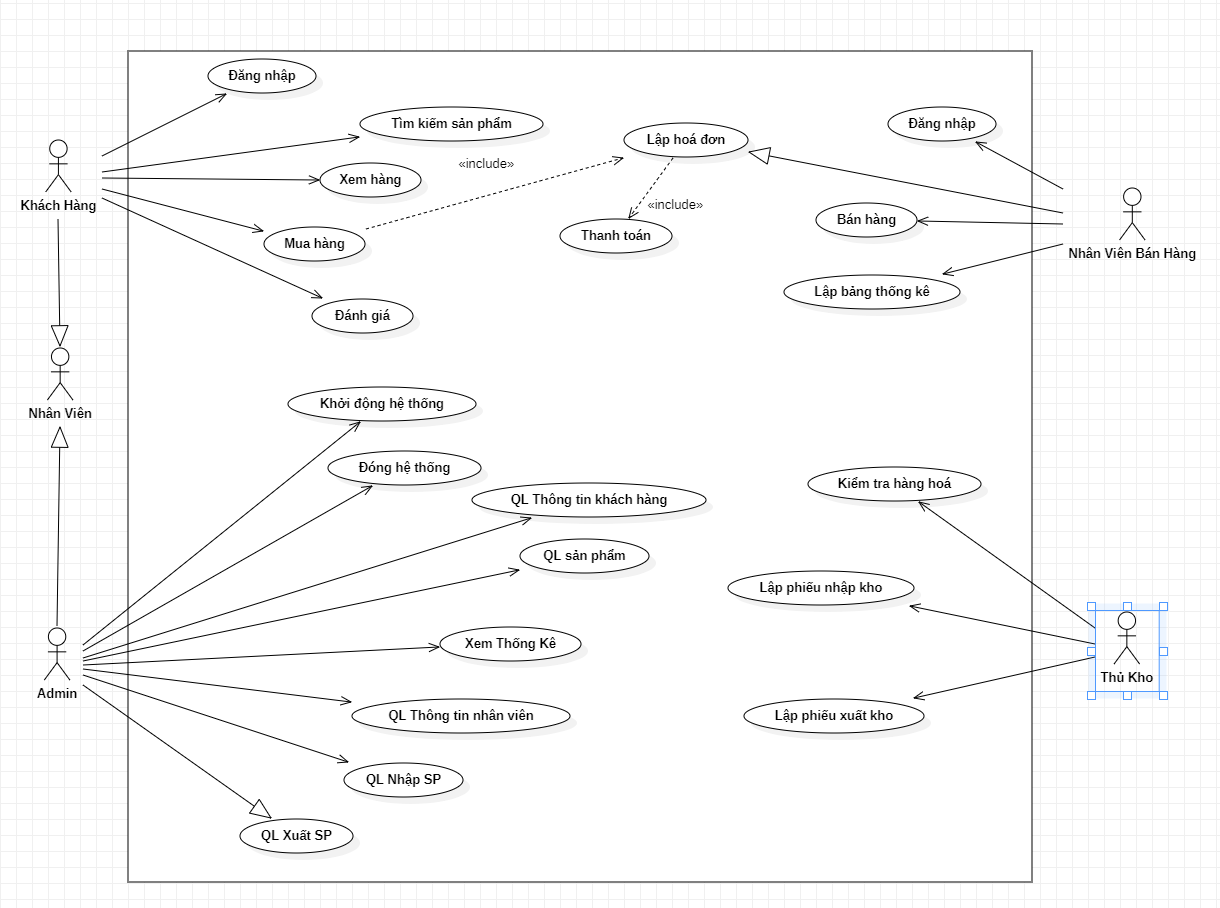 Đăng nhập
Tìm kiếm sản phẩm
Đăng nhập
Lập hoá đơn
«include»
Xem hàng
Khách Hàng
«include»
Bán hàng
Thanh toán
Mua hàng
Nhân Viên Bán Hàng
Lập bảng thống kê
Đánh giá
Khởi động hệ thống
Nhân Viên
Đóng hệ thống
Kiểm tra hàng hoá
QL Thông tin khách hàng
QL sản phẩm
Lập phiếu nhập kho
Xem Thống Kê
Thủ Kho
Admin
QL Thông tin nhân viên
Lập phiếu xuất kho
QL Nhập SP
QL Xuất SP